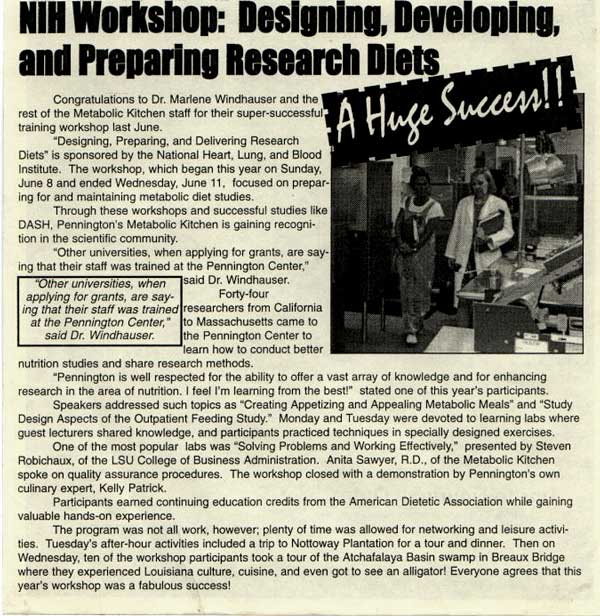 NIH Workshop: Designing, Developing,
and Preparing Research Diets
A Huge Success!!
Congratulations to Dr. Marlene Windhauser and the
rest of the Metabolic Kitchen staff for their super-successful
training workshop last June.
"Designing, Preparing, and Delivering Research
Diets" is sponsored by the National Heart, Lung, and Blood
Institute. The workshop, which began this year on Sunday,
June 8 and ended Wednesday, June 11, focused on prepar-
ing for and maintaining metabolic diet studies.
Through these workshops and successful studies like
DASH, Pennington's Metabolic Kitchen is gaining recogni-
tion in the scientific community.
"Other universities, when applying for grants, are say-
ing that their staff was trained at the Pennington Center,"
said Dr. Windhauser.
"Other universities, when
applying for grants, are say-
ing that their staff was trained
at the Pennington Center,"
said Dr. Windhauser.
Forty-four
researchers from California
to Massachusetts came to
the Pennington Center to
learn how to conduct better
nutrition studies and share research methods.
"Pennington is well respected for the ability to offer a vast array of knowledge and for enhancing
research in the area of nutrition. I feel I'm learning from the best!" stated one of this year's participants.
Speakers addressed such topics as "Creating Appetizing and Appealing Metabolic Meals" and "Study
Design Aspects of the Outpatient Feeding Study." Monday and Tuesday were devoted to learning labs where
guest lecturers shared knowledge, and participants practiced techniques in specially designed exercises.
One of the most popular labs was "Solving Problems and Working Effectively," presented by Steven
Robichaux, of the LSU College of Business Administration. Anita Sawyer, R.D., of the Metabolic Kitchen
spoke on quality assurance procedures. The workshop closed with a demonstration by Pennington's own
culinary expert, Kelly Patrick.
Participants earned continuing education credits from the American Dietetic Association while gaining
valuable hands-on experience.
The program was not all work, however; plenty of time was allowed for networking and leisure activi-
ties. Tuesday's after-hour activities included a trip to Nottoway Plantation for a tour and dinner. Then on
Wednesday, ten of the workshop participants took a tour of the Atchafalaya Basin swamp in Breaux Bridge
where they experienced Louisiana culture, cuisine, and even got to see an alligator! Everyone agrees that this
year's workshop was a fabulous success!